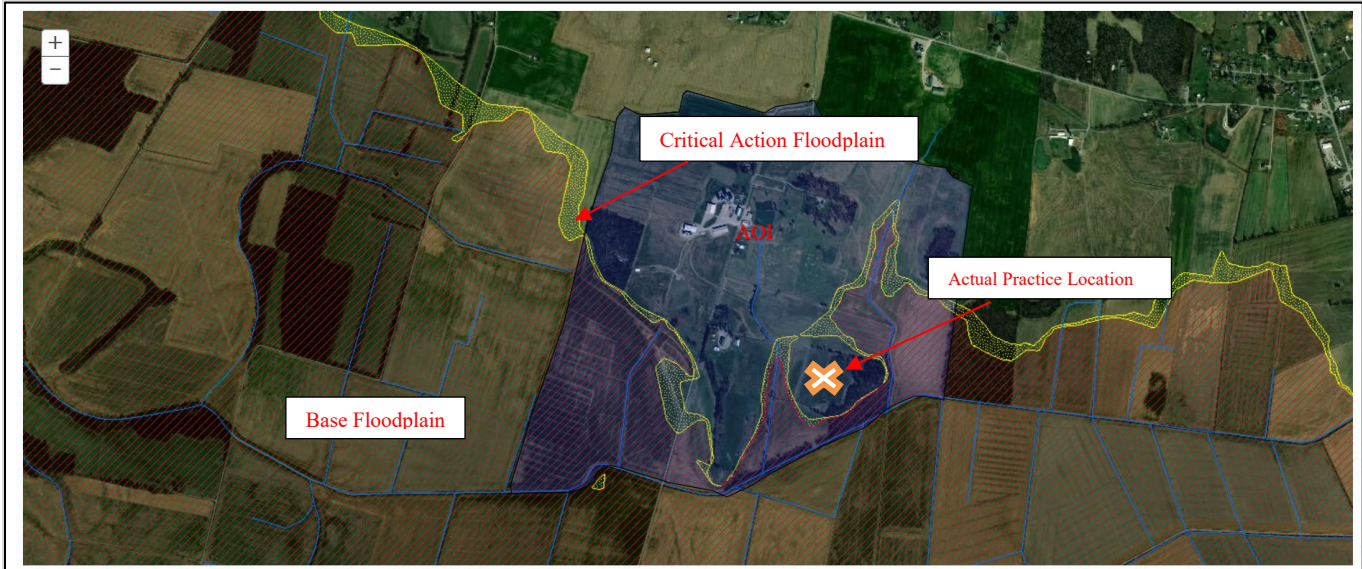 +
−
Critical Action Floodplain
AOI
Actual Practice Location
Base Floodplain